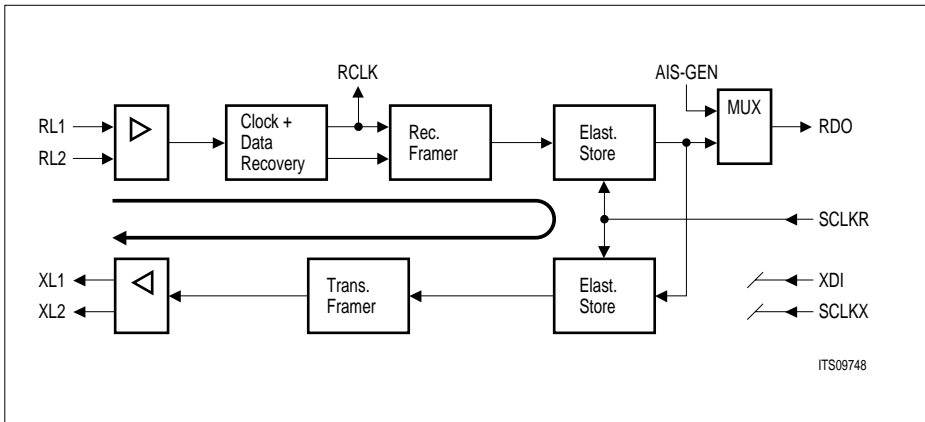 RCLK
AIS-GEN
MUX
RL1
RL2
Clock +
Data
Recovery
Rec.
Framer
Elast.
Store
RDO
SCLKR
XL1
XL2
Trans.
Framer
Elast.
Store
XDI
SCLKX
ITS09748